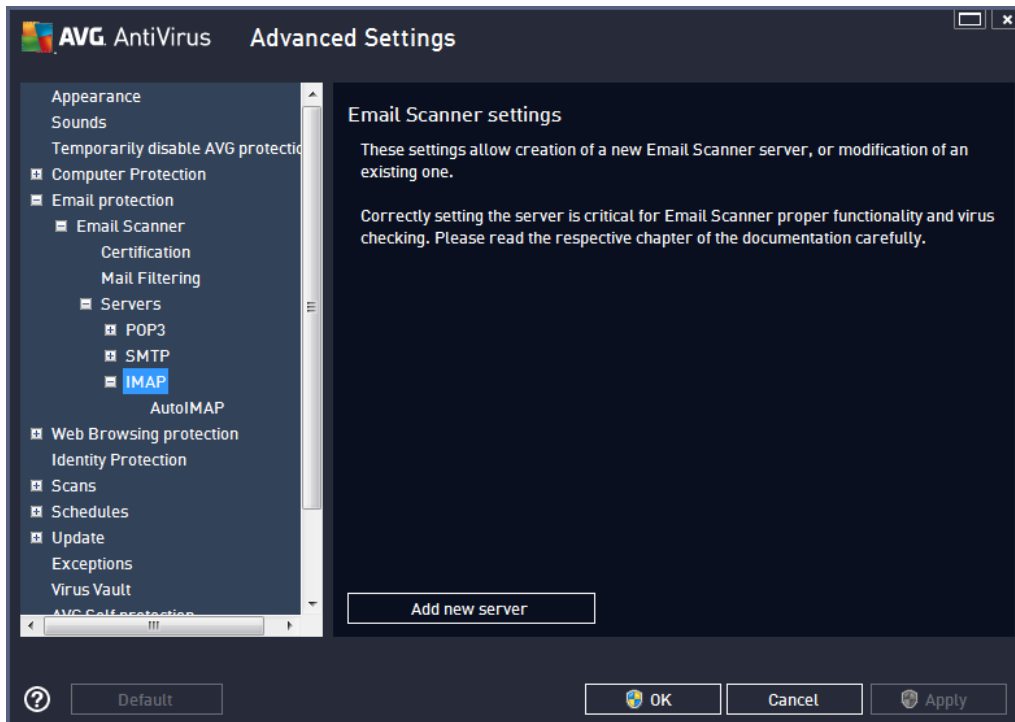 AVG AntiVirus Advanced Settings
Appearance
Sounds
Temporarily disable AVG protectio
Computer Protection
Email protection
Email Scanner
Certification
Mail Filtering
Servers
POP3
SMTP
IMAP
AutoIMAP
Web Browsing protection
Identity Protection
Scans
Schedules
Update
Exceptions
Virus Vault
AVG Self protection
Email Scanner settings
These settings allow creation of a new Email Scanner server, or modification of an
existing one.
Correctly setting the server is critical for Email Scanner proper functionality and virus
checking. Please read the respective chapter of the documentation carefully.
Add new server
?
Default
OK
Cancel
Apply